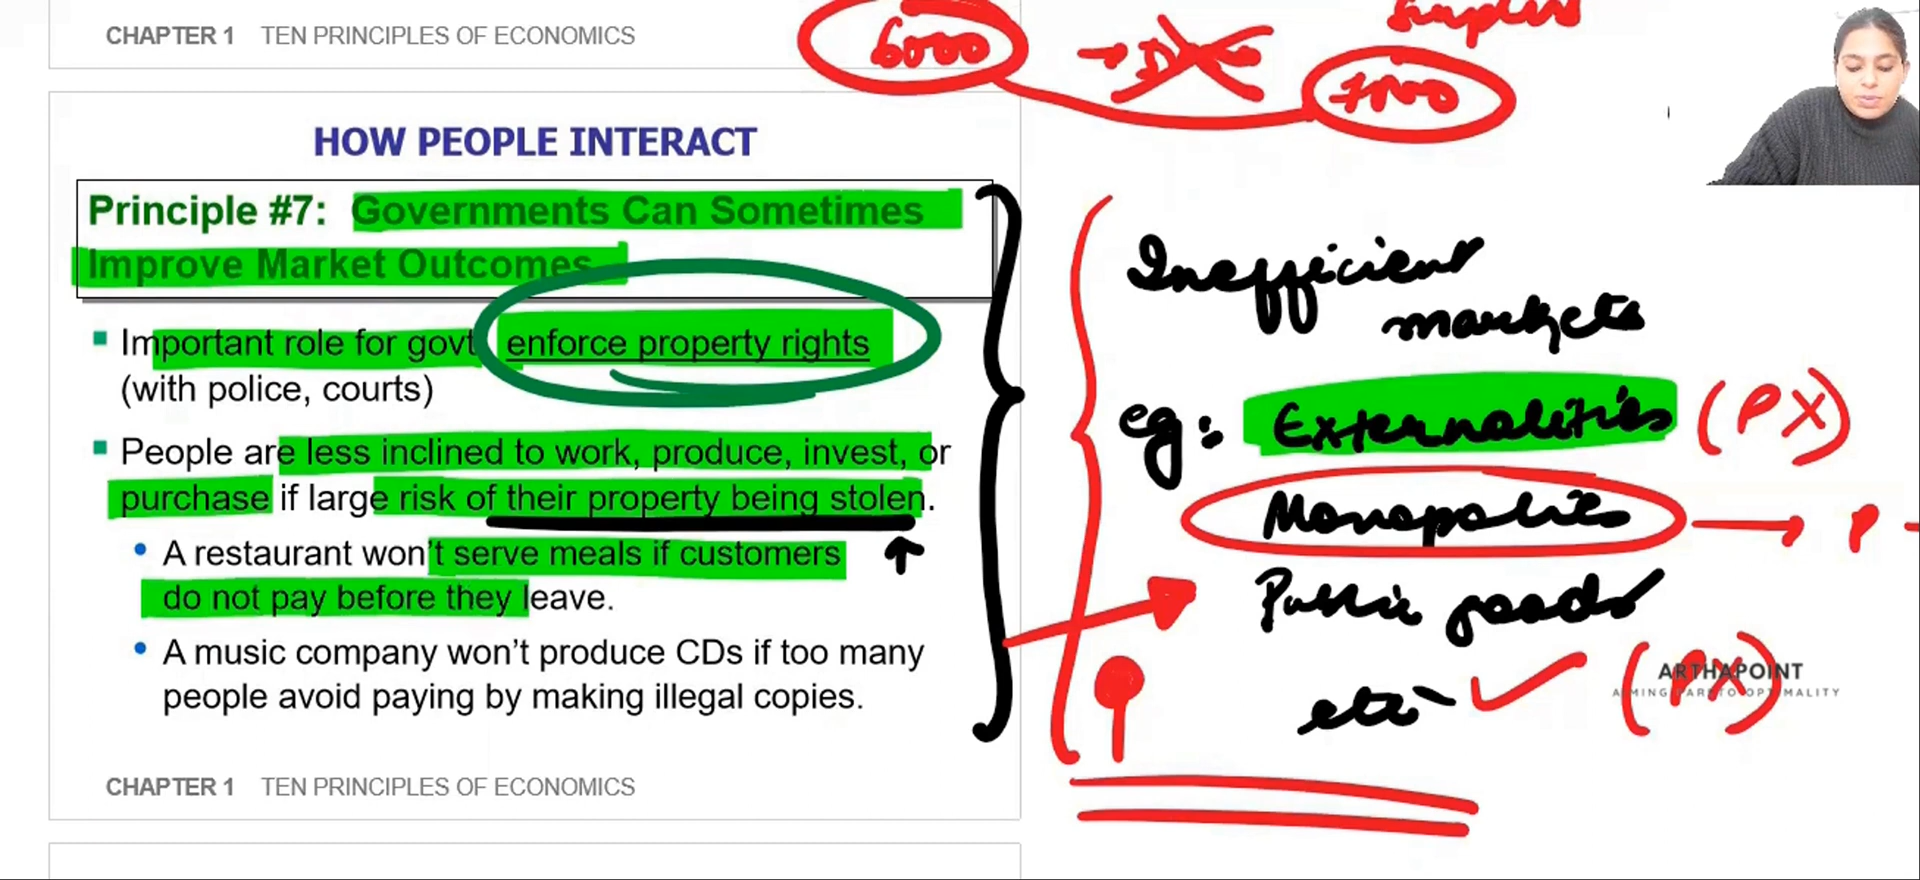 CHAPTER 1 TEN PRINCIPLES OF ECONOMICS
6000
HOW PEOPLE INTERACT
Principle #7: Governments Can Sometimes
Improve Market Outcomes
Important role for govt enforce property rights
(with police, courts)
People are less inclined to work, produce, invest, or
purchase if large risk of their property being stolen.
A restaurant won't serve meals if customers
do not pay before they leave.
A music company won't produce CDs if too many
people avoid paying by making illegal copies.
CHAPTER 1 TEN PRINCIPLES OF ECONOMICS
Inefficient
markets
eg: Externalities (PX)
Monopolies → P
Public goods
etc (PX)
ARTHAPOINT
AIMING PARETO OPTIMALITY